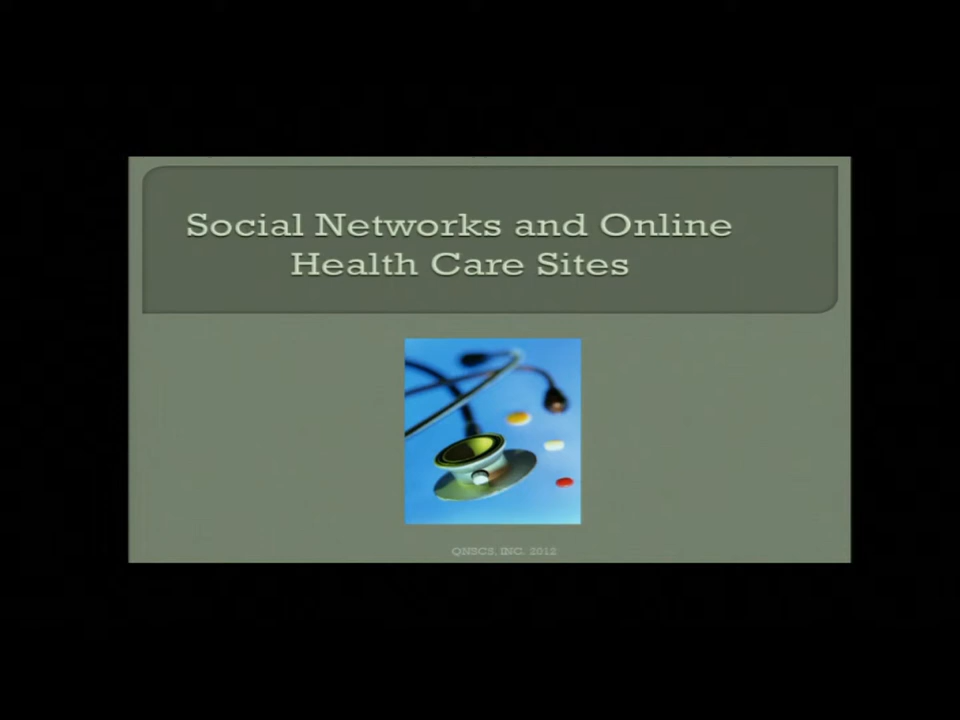 Social Networks and Online
Health Care Sites
QNSCS, INC. 2012